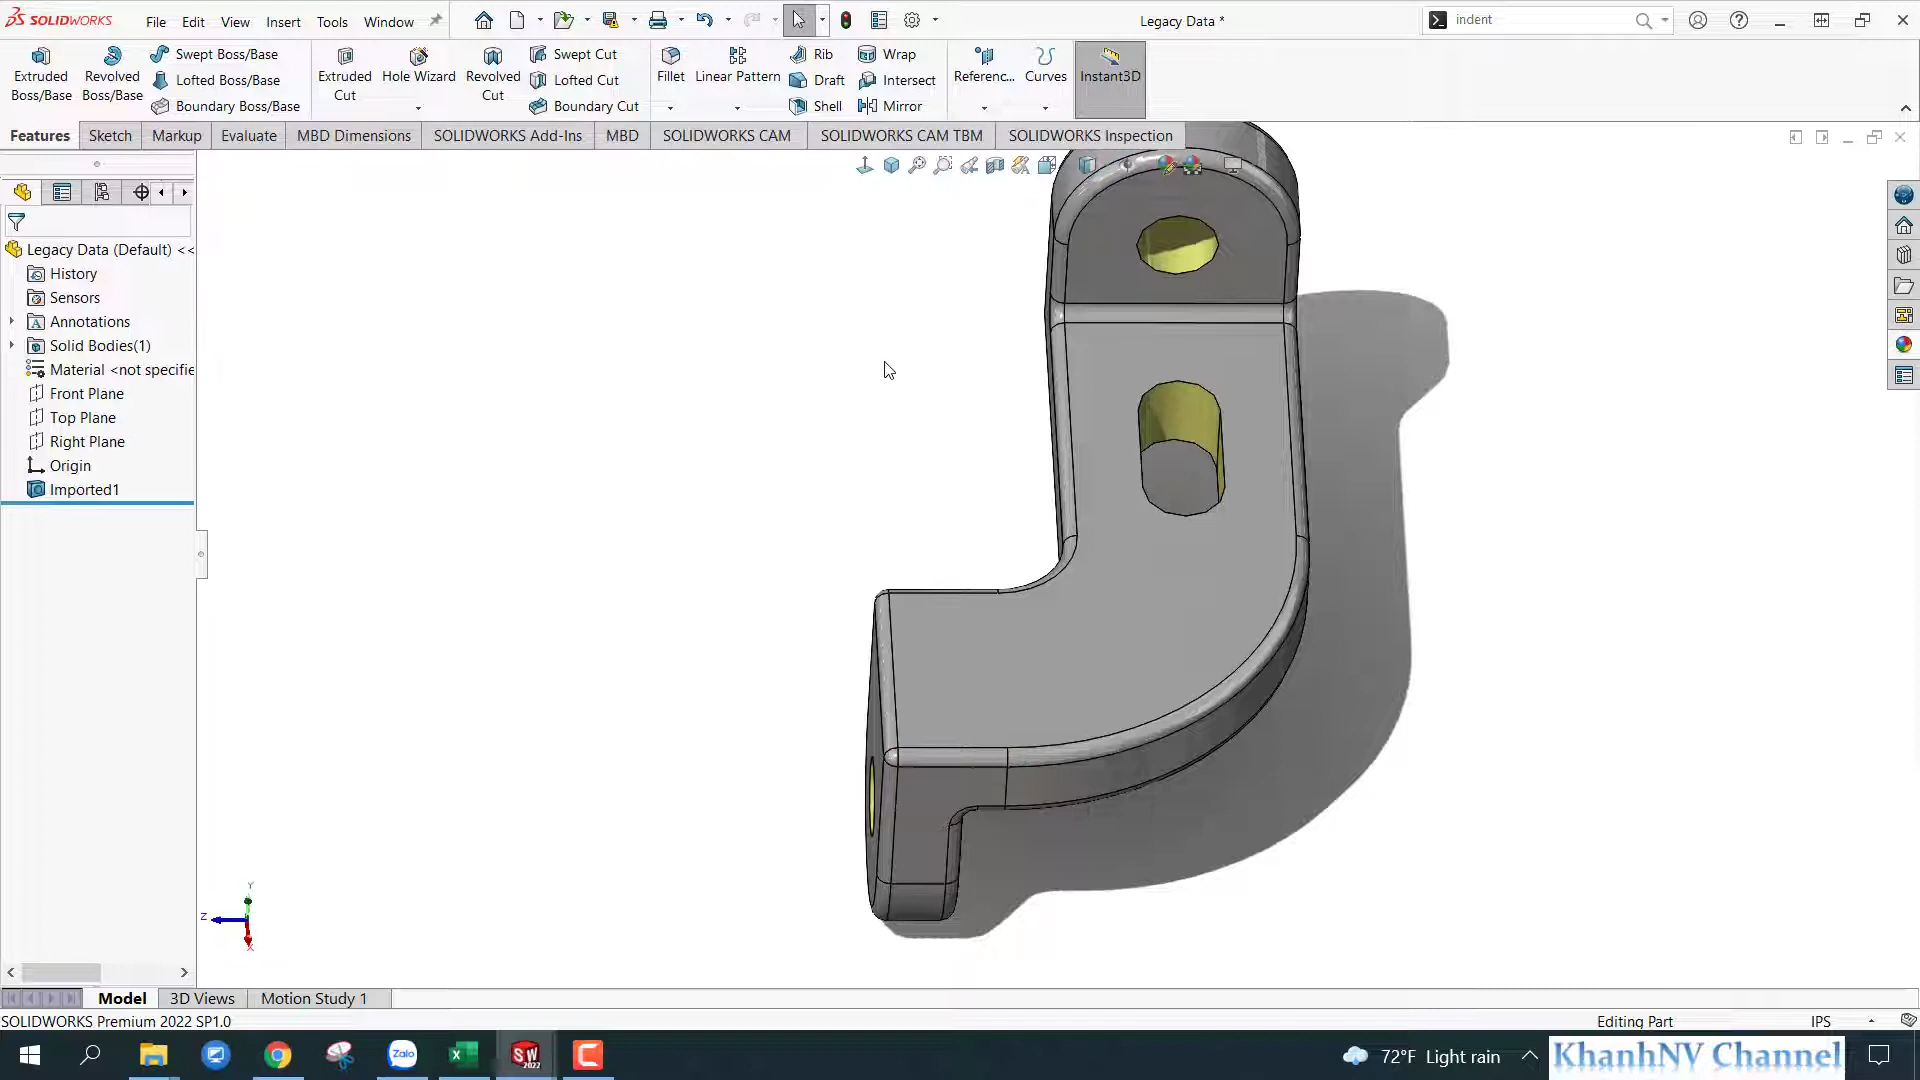 SOLIDWORKS File Edit View Insert Tools Window Legacy Data * indent
Extruded Boss/Base
Revolved Boss/Base
Swept Boss/Base
Lofted Boss/Base
Boundary Boss/Base
Extruded Cut
Hole Wizard
Revolved Cut
Swept Cut
Lofted Cut
Boundary Cut
Fillet
Linear Pattern
Rib
Draft
Shell
Wrap
Intersect
Mirror
Referenc...
Curves
Instant3D
Features Sketch Markup Evaluate MBD Dimensions SOLIDWORKS Add-Ins MBD SOLIDWORKS CAM SOLIDWORKS CAM TBM SOLIDWORKS Inspection
Legacy Data (Default) <<
History
Sensors
Annotations
Solid Bodies(1)
Material <not specifie
Front Plane
Top Plane
Right Plane
Origin
Imported1
Y
Z
X
Model 3D Views Motion Study 1
SOLIDWORKS Premium 2022 SP1.0 Editing Part IPS
Zalo SW 2022 72°F Light rain KhanhNV Channel